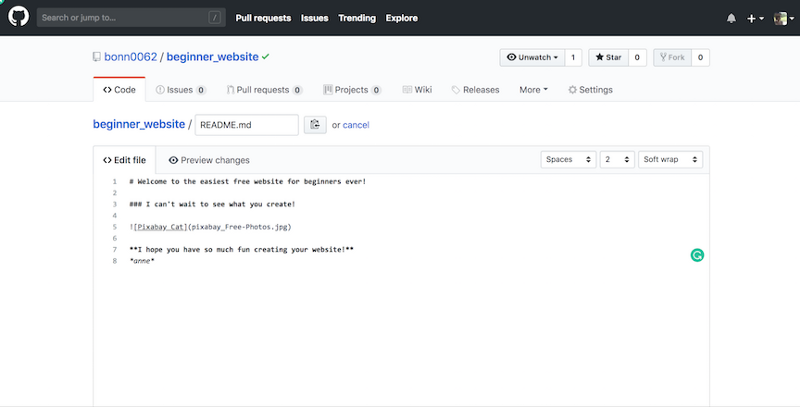 Search or jump to... / Pull requests Issues Trending Explore
bonn0062 / beginner_website Unwatch 1 Star 0 Fork 0
Code Issues 0 Pull requests 0 Projects 0 Wiki Releases More Settings
beginner_website / README.md or cancel
Edit file Preview changes Spaces 2 Soft wrap
1 # Welcome to the easiest free website for beginners ever!
2
3 ### I can't wait to see what you create!
4
5 ![Pixabay Cat](pixabay_Free-Photos.jpg)
6
7 **I hope you have so much fun creating your website!**
8 *anne*